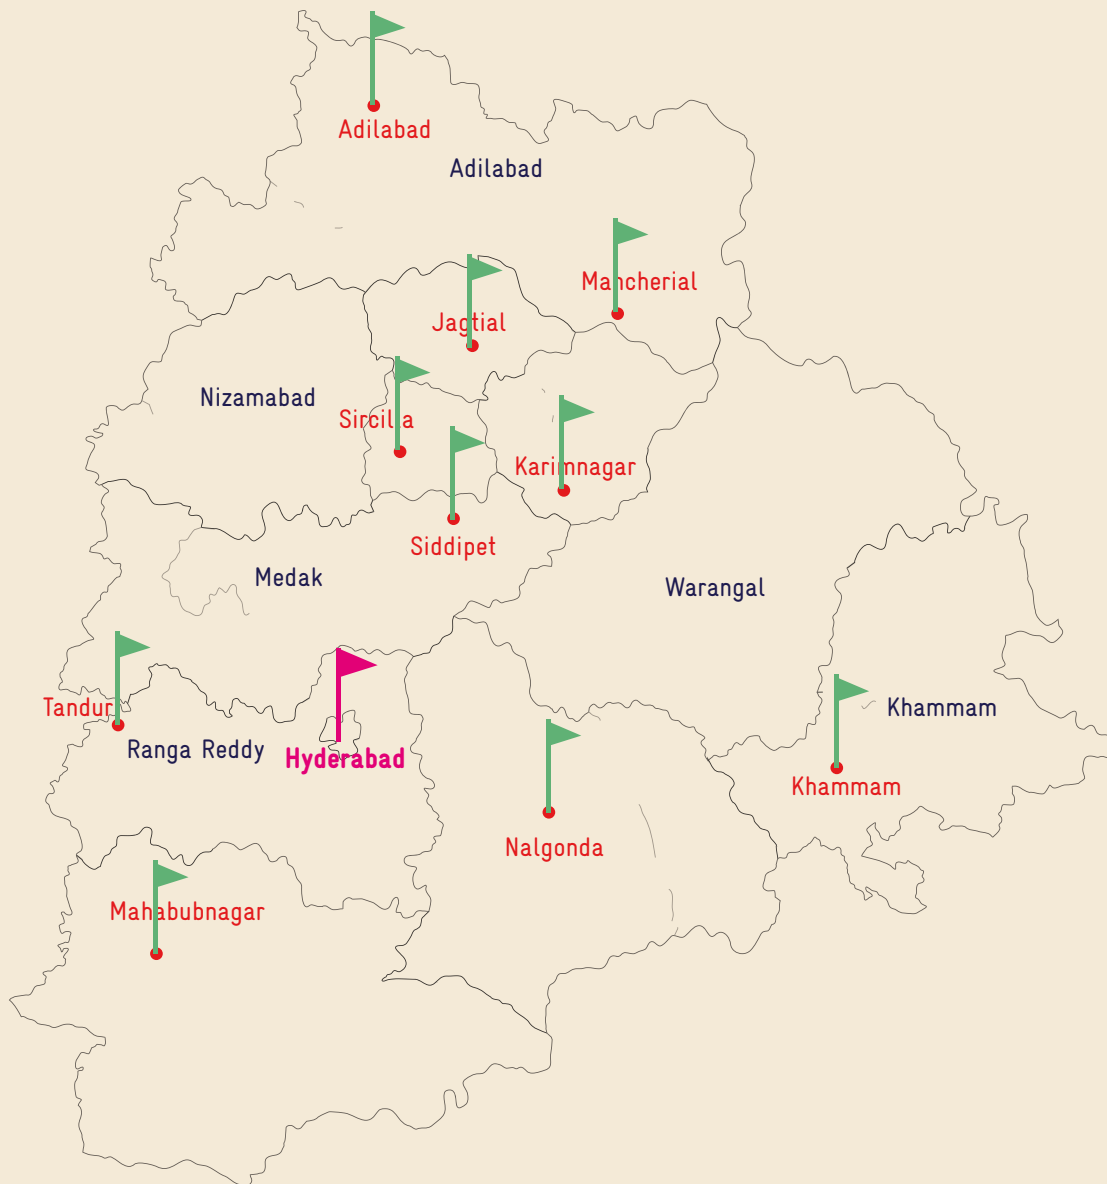 Adilabad
Adilabad
Mancherial
Jagtial
Nizamabad
Sircilla
Karimnagar
Siddipet
Medak
Warangal
Tandur
Khammam
Ranga Reddy
Hyderabad
Khammam
Nalgonda
Mahabubnagar